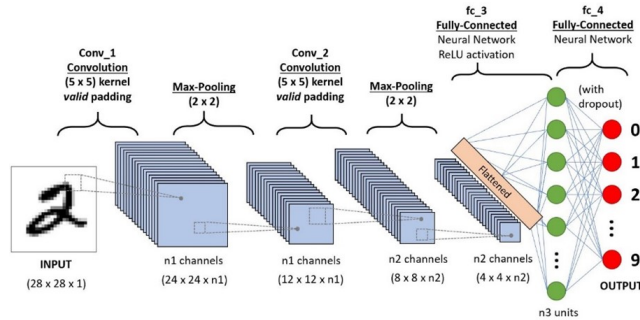 fc_3
Fully-Connected
Neural Network
ReLU activation
fc_4
Fully-Connected
Neural Network
Conv_1
Convolution
(5 x 5) kernel
valid padding
Max-Pooling
(2 x 2)
Conv_2
Convolution
(5 x 5) kernel
valid padding
Max-Pooling
(2 x 2)
(with
dropout)
2
Flattened
0
1
2
9
INPUT
(28 x 28 x 1)
n1 channels
(24 x 24 x n1)
n1 channels
(12 x 12 x n1)
n2 channels
(8 x 8 x n2)
n2 channels
(4 x 4 x n2)
OUTPUT
n3 units